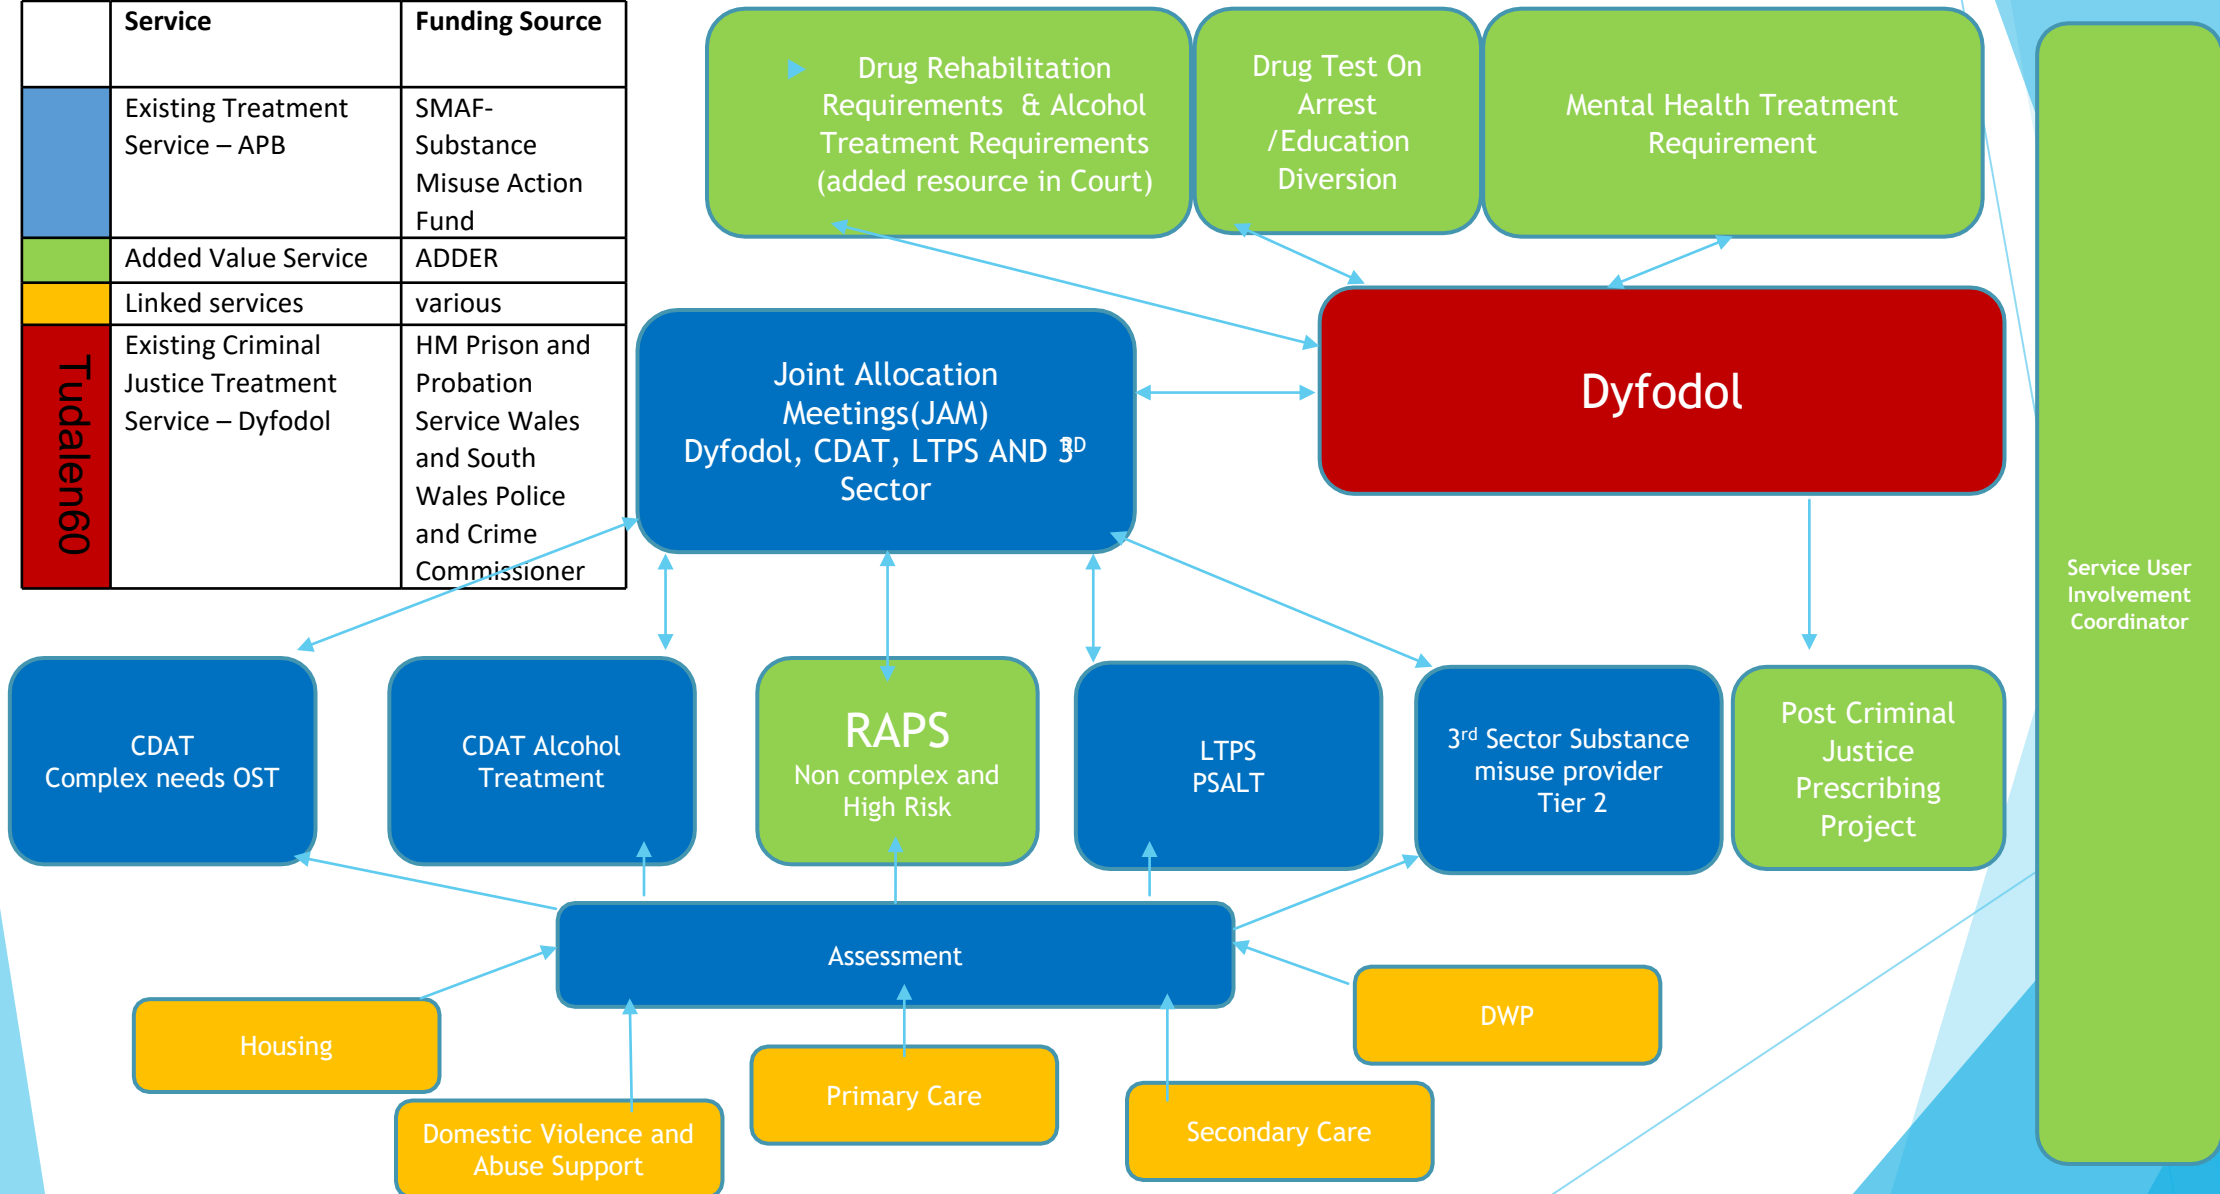 Service
Funding Source
Existing Treatment
Service – APB
SMAF-
Substance
Misuse Action
Fund
Added Value Service
ADDER
Linked services
various
Existing Criminal
Justice Treatment
Service – Dyfodol
HM Prison and
Probation
Service Wales
and South
Wales Police
and Crime
Commissioner
Tudalen60
Drug Rehabilitation
Requirements & Alcohol
Treatment Requirements
(added resource in Court)
Drug Test On
Arrest
/Education
Diversion
Mental Health Treatment
Requirement
Joint Allocation
Meetings(JAM)
Dyfodol, CDAT, LTPS AND 3RD
Sector
Dyfodol
Service User
Involvement
Coordinator
CDAT
Complex needs OST
CDAT Alcohol
Treatment
RAPS
Non complex and
High Risk
LTPS
PSALT
3rd Sector Substance
misuse provider
Tier 2
Post Criminal
Justice
Prescribing
Project
Assessment
Housing
Domestic Violence and
Abuse Support
Primary Care
Secondary Care
DWP